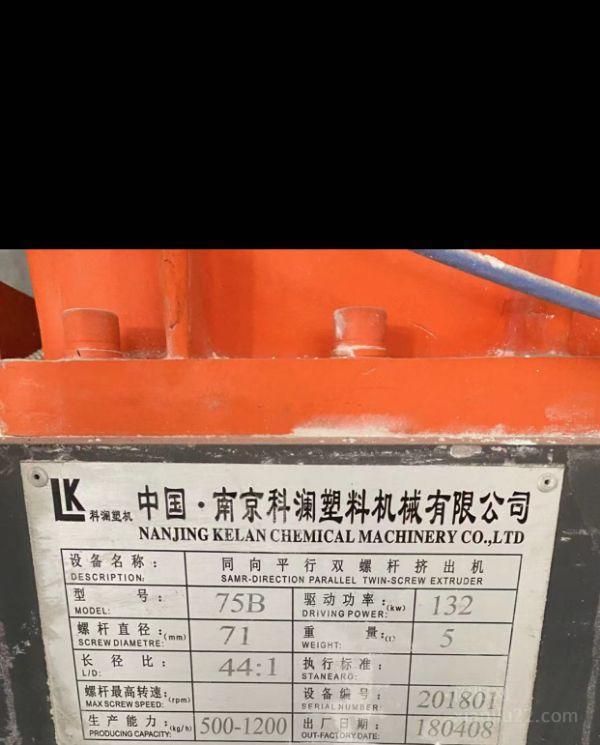 LK 科澜塑机 中国·南京科澜塑料机械有限公司
NANJING KELAN CHEMICAL MACHINERY CO.,LTD
设备名称: 同向平行双螺杆挤出机
DESCRIPTION: SAMR-DIRECTION PARALLEL TWIN-SCREW EXTRUDER
型号: 75B 驱动功率:(kw) 132
MODEL: DRIVING POWER:
螺杆直径:(mm) 71 重量:(t) 5
SCREW DIAMETRE: WEIGHT:
长径比: 44:1 执行标准:
L/D: STANEARD:
螺杆最高转速:(rpm) 设备编号: 201801
MAX SCREW SPEED: SERIAL NUMBER:
生产能力:(kg/h) 500-1200 出厂日期: 180408
PRODUCING CAPACITY: OUT-FACTORY DATE: